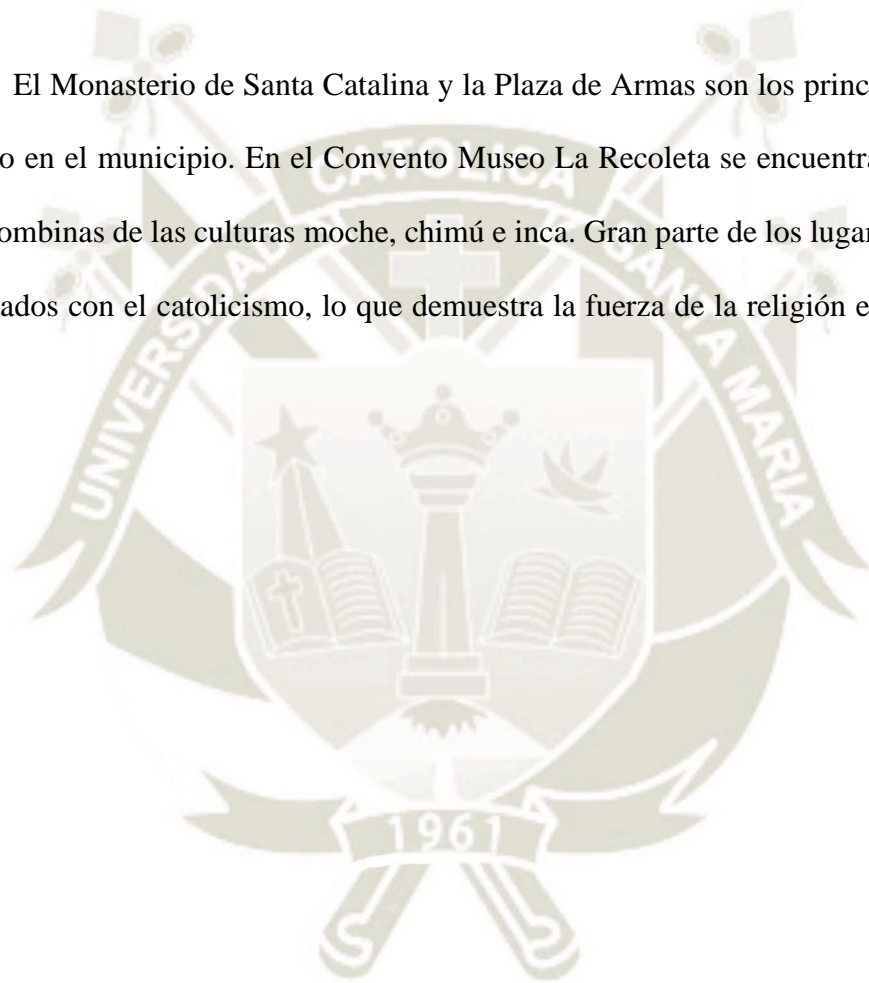 El Monasterio de Santa Catalina y la Plaza de Armas son los princ
o en el municipio. En el Convento Museo La Recoleta se encuentra
ombinas de las culturas moche, chimú e inca. Gran parte de los lugar
ados con el catolicismo, lo que demuestra la fuerza de la religión e
UNIVERSIDAD CATOLICA SANTA MARIA
1961